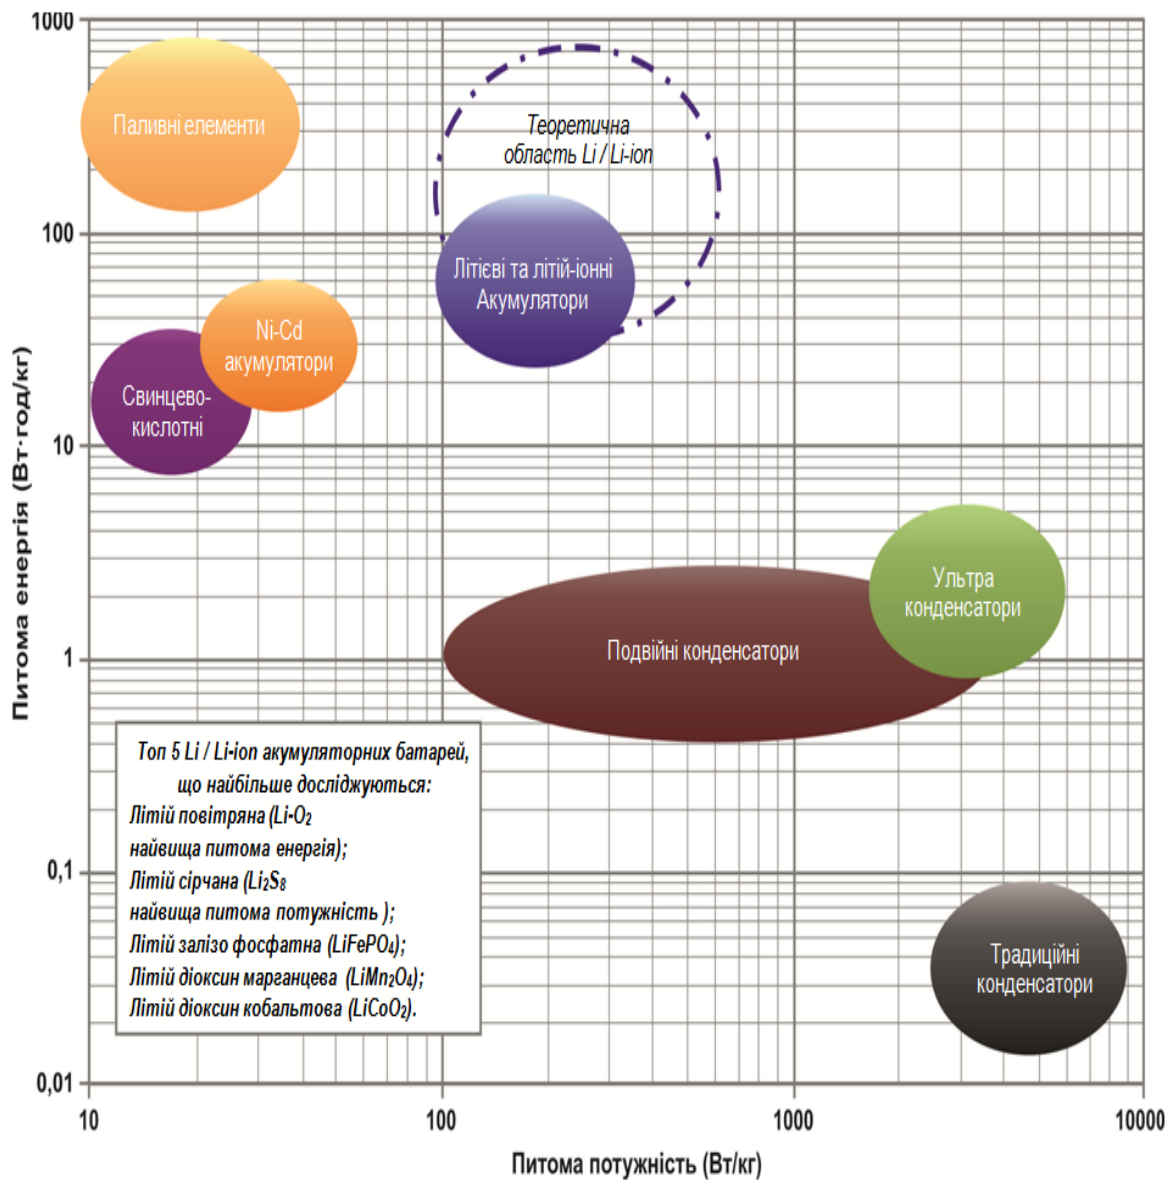 1000
Паливні елементи
Теоретична
область Li / Li-ion
100
Літієві та літій-іонні
Акумулятори
Ni-Cd
акумулятори
Свинцево-
кислотні
10
Ультра
конденсатори
Подвійні конденсатори
1
Топ 5 Li / Li-ion акумуляторних батарей,
що найбільше досліджуються:
Літій повітряна (Li-O₂
найвища питома енергія);
Літій сірчана (Li₂S₈
найвища питома потужність );
Літій залізо фосфатна (LiFePO₄);
Літій діоксин марганцева (LiMn₂O₄);
Літій діоксин кобальтова (LiCoO₂).
0,1
Традиційні
конденсатори
0,01
10
100
1000
10000
Питома потужність (Вт/кг)
Питома енергія (Вт·год/кг)